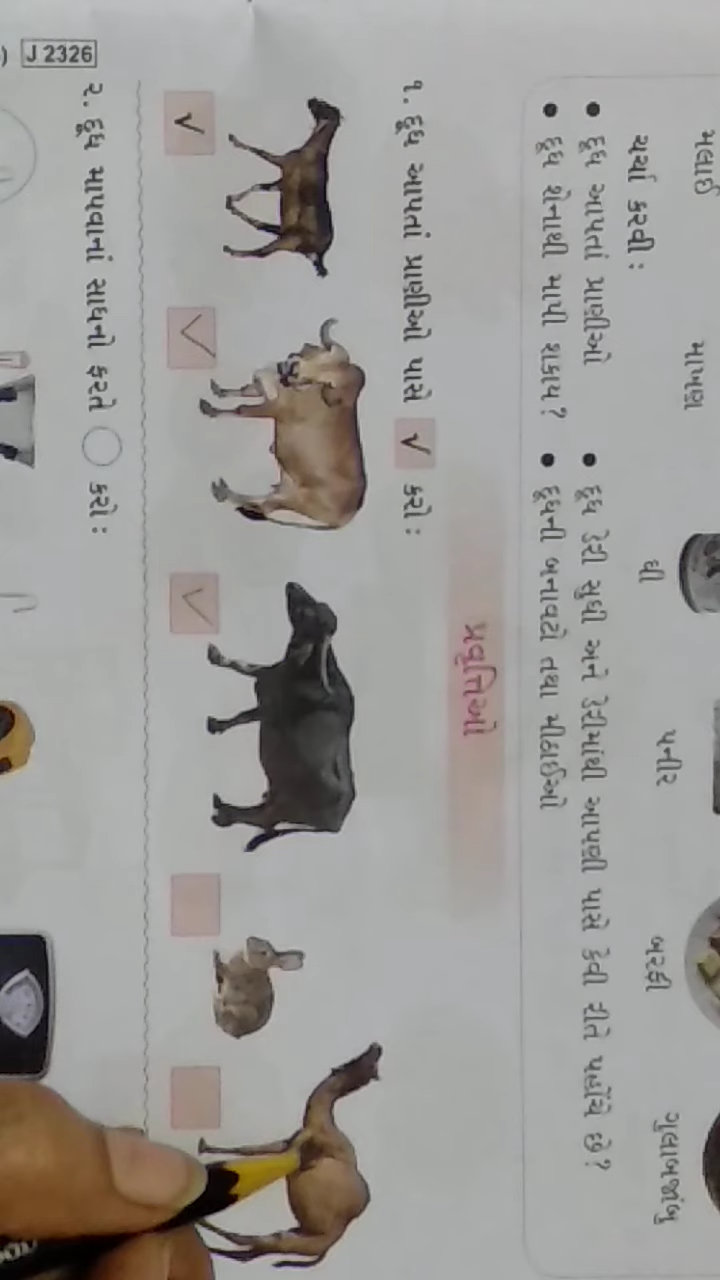 મલાઈ માખણ ઘી પનીર બરફી ગુલાબજાંબુ
ચર્ચા કરવી :
● દૂધ આપતાં પ્રાણીઓ ● દૂધ ડેરી સુધી અને ડેરીમાંથી આપણી પાસે કેવી રીતે પહોંચે છે?
● દૂધ શેનાથી માપી શકાય? ● દૂધની બનાવટો તથા મીઠાઈઓ
પ્રવૃત્તિઓ
૧. દૂધ આપતાં પ્રાણીઓ પાસે √ કરો :
√ √ √
૨. દૂધ માપવાનાં સાધનો ફરતે ◯ કરો :
J 2326